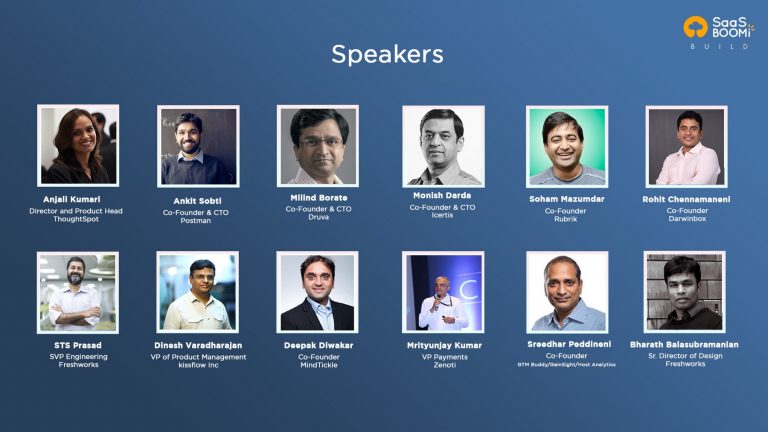 SaaS
BOOMi
BUILD
Speakers
Anjali Kumari
Director and Product Head
ThoughtSpot
Ankit Sobti
Co-Founder & CTO
Postman
Milind Borate
Co-Founder & CTO
Druva
Monish Darda
Co-Founder & CTO
Icertis
Soham Mazumdar
Co-Founder
Rubrik
Rohit Chennamaneni
Co-Founder
Darwinbox
STS Prasad
SVP Engineering
Freshworks
Dinesh Varadharajan
VP of Product Management
kissflow Inc
Deepak Diwakar
Co-Founder
MindTickle
Mrityunjay Kumar
VP Payments
Zenoti
Sreedhar Peddineni
Co-Founder
GTM Buddy/GainSight/Host Analytics
Bharath Balasubramanian
Sr. Director of Design
Freshworks